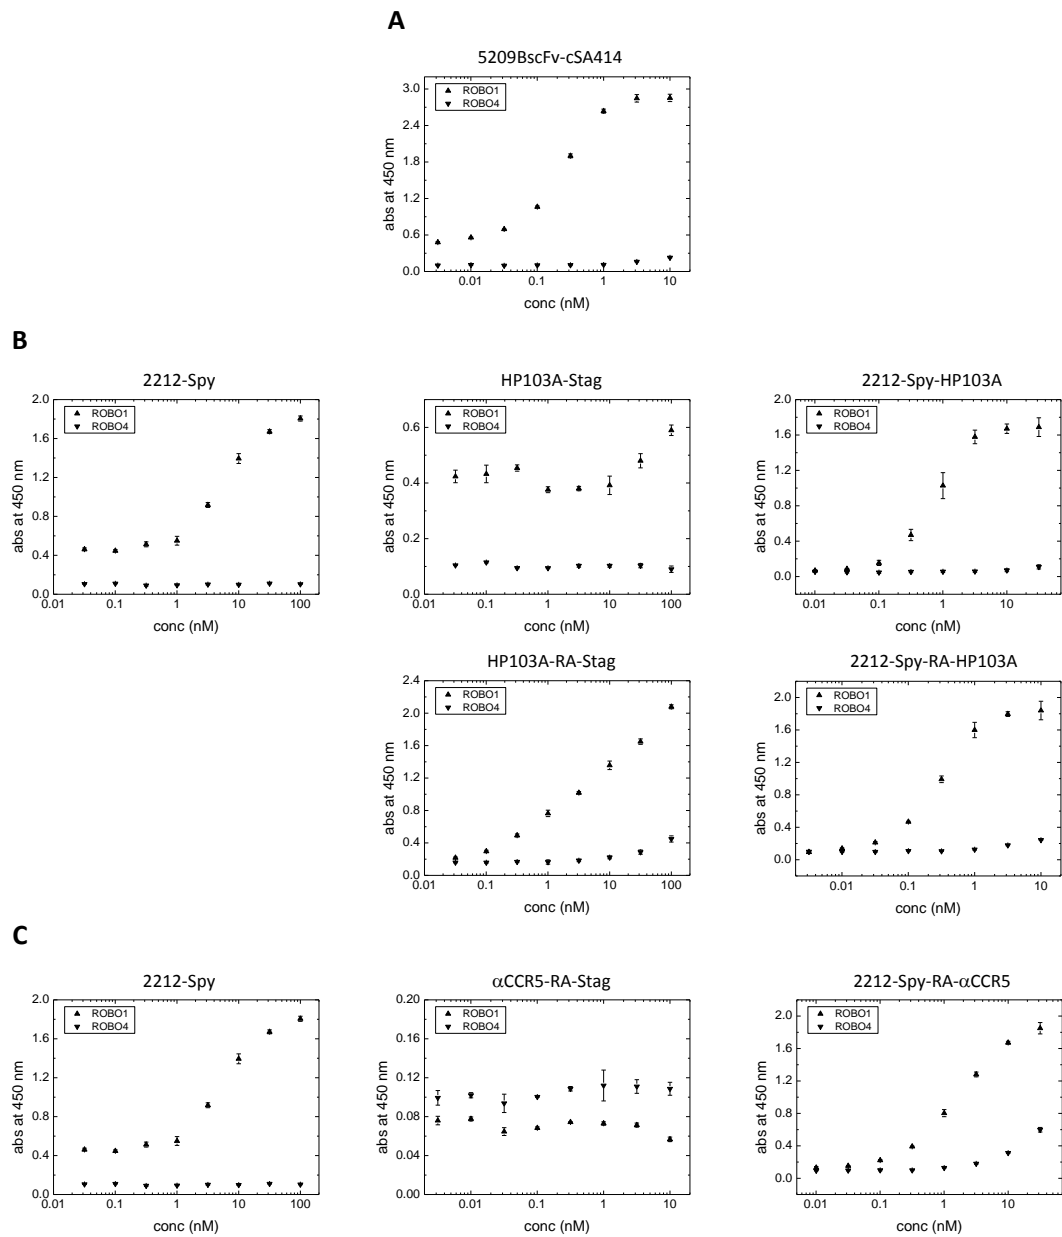 A
5209BscFv-cSA414
ROBO1
ROBO4
3.0
2.4
1.8
1.2
0.6
0.0
abs at 450 nm
0.01 0.1 1 10
conc (nM)
B
2212-Spy
ROBO1
ROBO4
2.0
1.6
1.2
0.8
0.4
0.0
abs at 450 nm
0.01 0.1 1 10 100
conc (nM)
HP103A-Stag
ROBO1
ROBO4
0.6
0.4
0.2
0.0
abs at 450 nm
0.01 0.1 1 10 100
conc (nM)
2212-Spy-HP103A
ROBO1
ROBO4
2.0
1.6
1.2
0.8
0.4
0.0
abs at 450 nm
0.01 0.1 1 10
conc (nM)
HP103A-RA-Stag
ROBO1
ROBO4
2.4
2.0
1.6
1.2
0.8
0.4
0.0
abs at 450 nm
0.01 0.1 1 10 100
conc (nM)
2212-Spy-RA-HP103A
ROBO1
ROBO4
2.0
1.6
1.2
0.8
0.4
0.0
abs at 450 nm
0.01 0.1 1 10
conc (nM)
C
2212-Spy
ROBO1
ROBO4
2.0
1.6
1.2
0.8
0.4
0.0
abs at 450 nm
0.01 0.1 1 10 100
conc (nM)
αCCR5-RA-Stag
ROBO1
ROBO4
0.20
0.16
0.12
0.08
0.04
0.00
abs at 450 nm
0.01 0.1 1 10
conc (nM)
2212-Spy-RA-αCCR5
ROBO1
ROBO4
2.0
1.6
1.2
0.8
0.4
0.0
abs at 450 nm
0.01 0.1 1 10
conc (nM)